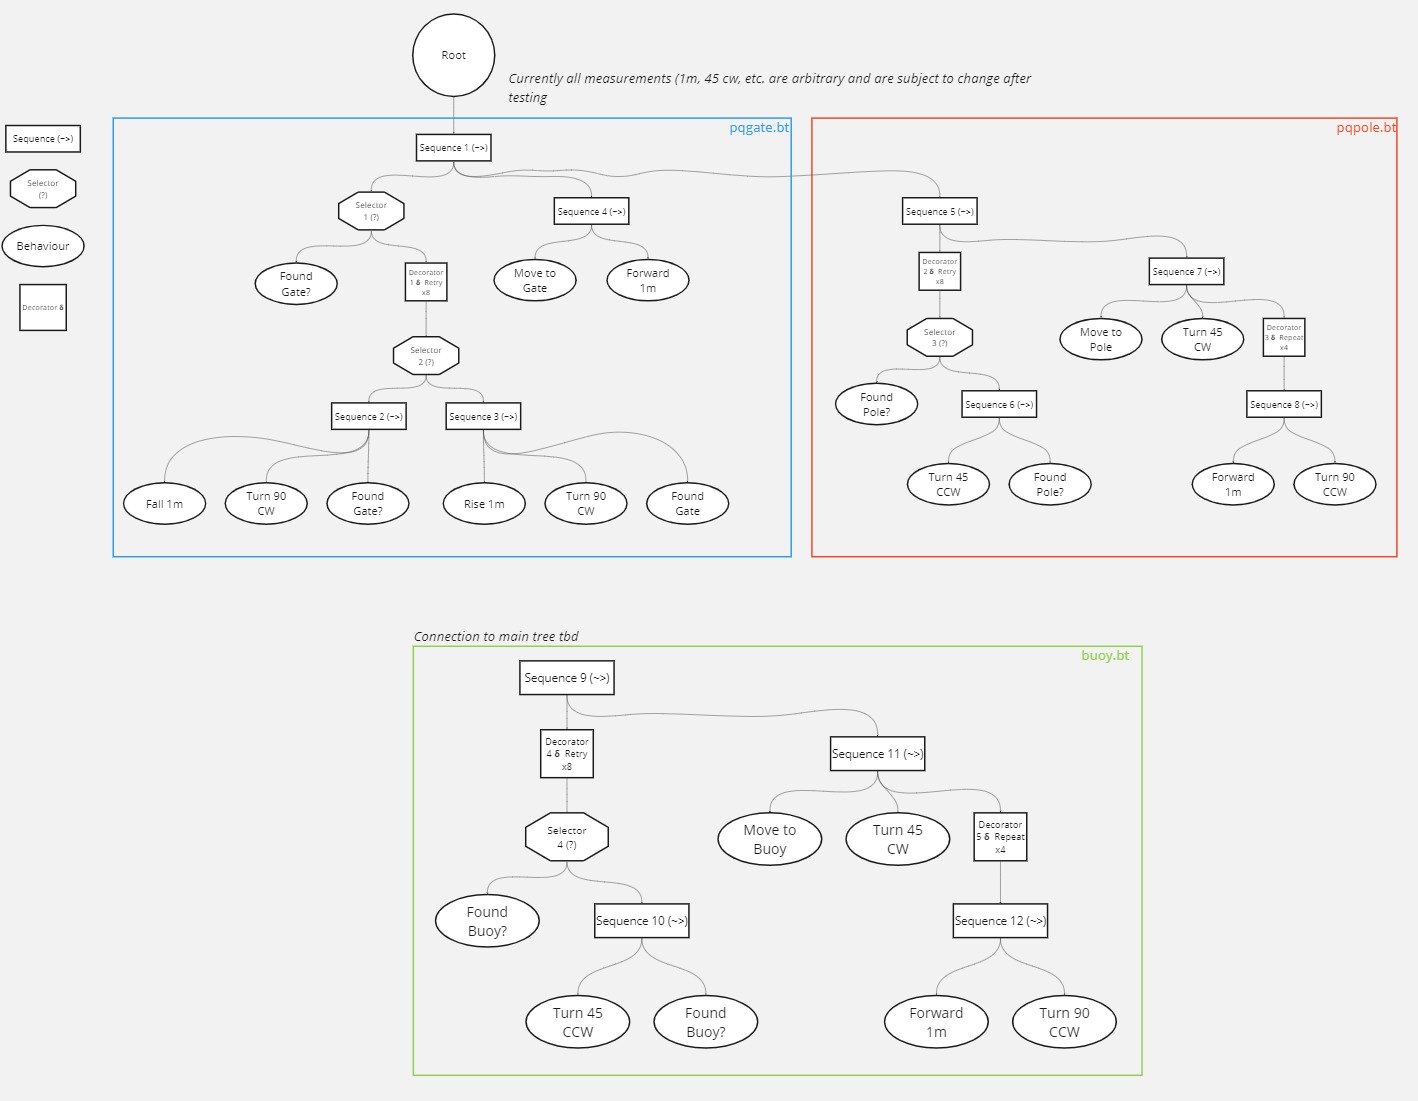 Root
Currently all measurements (1m, 45 cw, etc. are arbitrary and are subject to change after
testing
pqgate.bt
pqpole.bt
Sequence (~>)
Selector
(?)
Behaviour
Decorator δ
Sequence 1 (~>)
Selector
1 (?)
Sequence 4 (~>)
Found
Gate?
Decorator
1 δ Retry
x8
Move to
Gate
Forward
1m
Selector
2 (?)
Sequence 2 (~>)
Sequence 3 (~>)
Fall 1m
Turn 90
CW
Found
Gate?
Rise 1m
Turn 90
CW
Found
Gate
Sequence 5 (~>)
Decorator
2 δ Retry
x8
Sequence 7 (~>)
Selector
3 (?)
Move to
Pole
Turn 45
CW
Decorator
3 δ Repeat
x4
Found
Pole?
Sequence 6 (~>)
Sequence 8 (~>)
Turn 45
CCW
Found
Pole?
Forward
1m
Turn 90
CCW
Connection to main tree tbd
buoy.bt
Sequence 9 (~>)
Decorator
4 δ Retry
x8
Sequence 11 (~>)
Selector
4 (?)
Move to
Buoy
Turn 45
CW
Decorator
5 δ Repeat
x4
Found
Buoy?
Sequence 10 (~>)
Sequence 12 (~>)
Turn 45
CCW
Found
Buoy?
Forward
1m
Turn 90
CCW